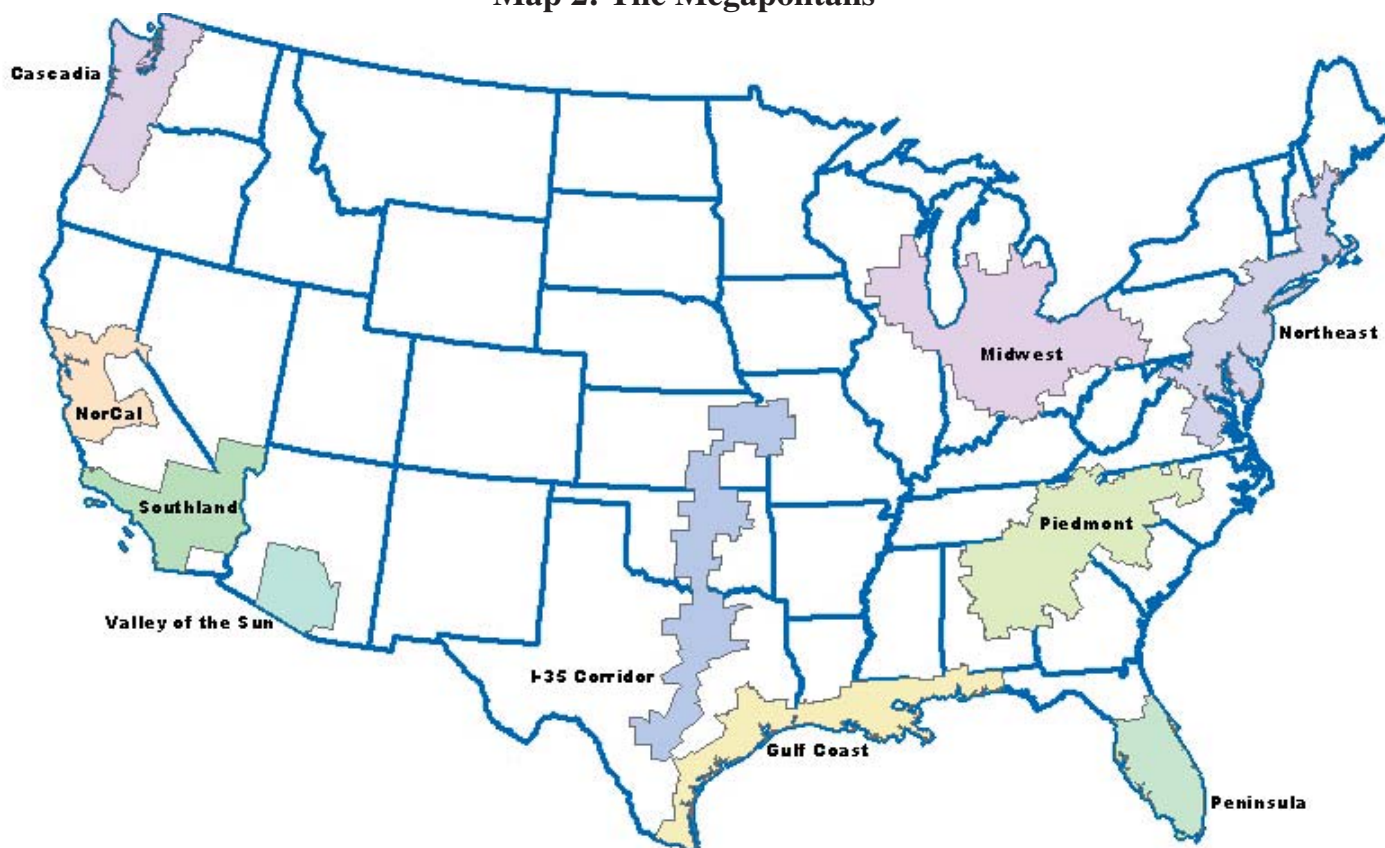 Map 2: The Megapolitans
Cascadia
Northeast
Midwest
NorCal
Southland
Piedmont
Valley of the Sun
I-35 Corridor
Gulf Coast
Peninsula